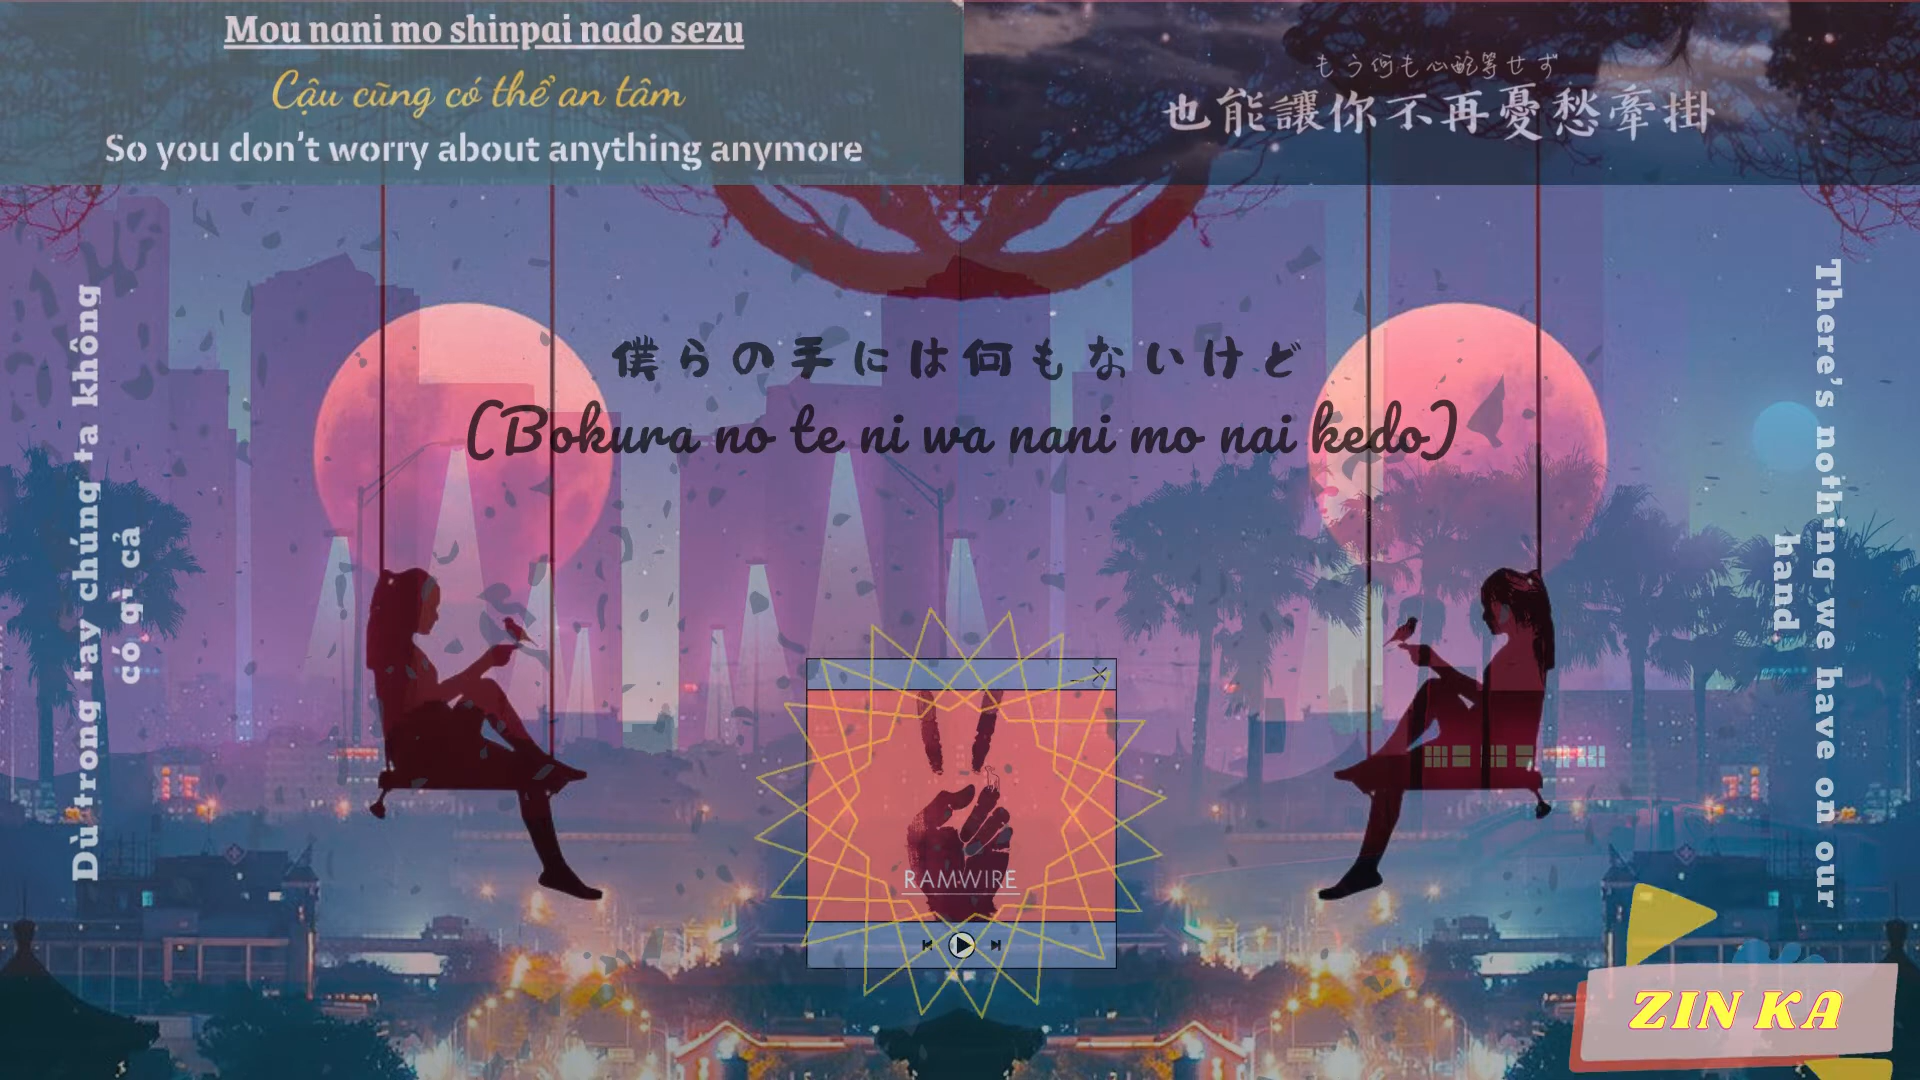 Mou nani mo shinpai nado sezu
Cậu cũng có thể an tâm
So you don't worry about anything anymore
もう何も心配等せず
也能讓你不再憂愁牽掛
僕らの手には何もないけど
(Bokura no te ni wa nani mo nai kedo)
Dù trong tay chúng ta không
có gì cả
There's nothing we have on our
hand.
RAMWIRE
ZIN KA